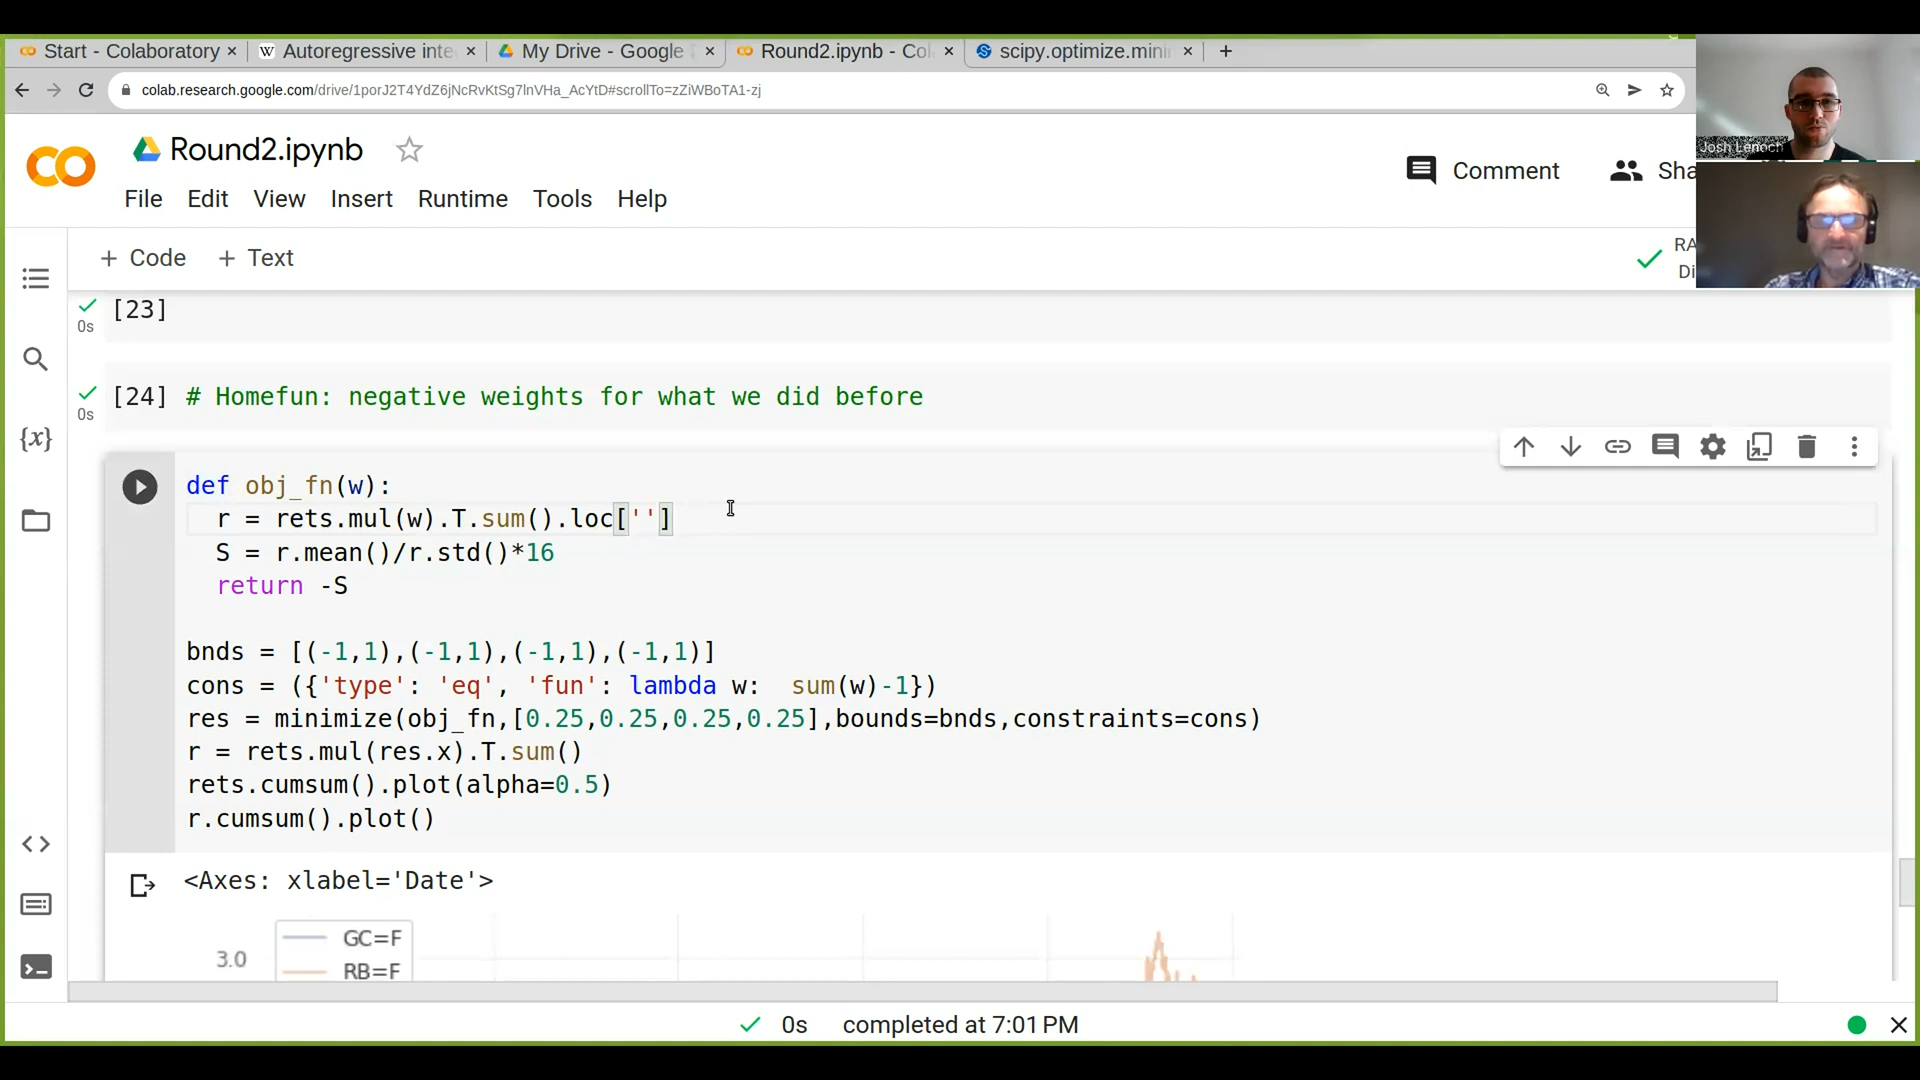 Start - Colaboratory
Autoregressive inte
My Drive - Google
Round2.ipynb - Col
scipy.optimize.mini
colab.research.google.com/drive/1porJ2T4YdZ6jNcRvKtSg7lnVHa_AcYtD#scrollTo=zZiWBoTA1-zj
Josh Lenoch
Round2.ipynb
File Edit View Insert Runtime Tools Help
Comment
Sha
+ Code + Text
RA
Di
[23]
0s
[24] # Homefun: negative weights for what we did before
0s
def obj_fn(w):
r = rets.mul(w).T.sum().loc['']
S = r.mean()/r.std()*16
return -S
bnds = [(-1,1),(-1,1),(-1,1),(-1,1)]
cons = ({'type': 'eq', 'fun': lambda w:  sum(w)-1})
res = minimize(obj_fn,[0.25,0.25,0.25,0.25],bounds=bnds,constraints=cons)
r = rets.mul(res.x).T.sum()
rets.cumsum().plot(alpha=0.5)
r.cumsum().plot()
<Axes: xlabel='Date'>
GC=F
3.0
RB=F
0s completed at 7:01 PM